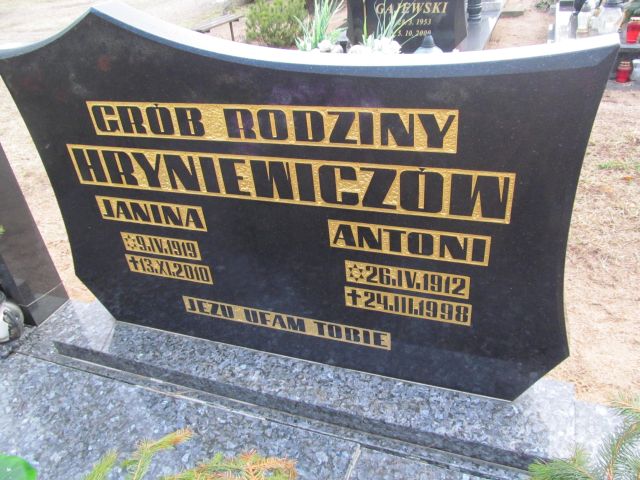 GAJEWSKI
GRÓB RODZINY
HRYNIEWICZÓW
JANINA
9.IV.1919
✝13.XI.2010
ANTONI
26.IV.1912
✝24.III.1998
JEZU UFAM TOBIE